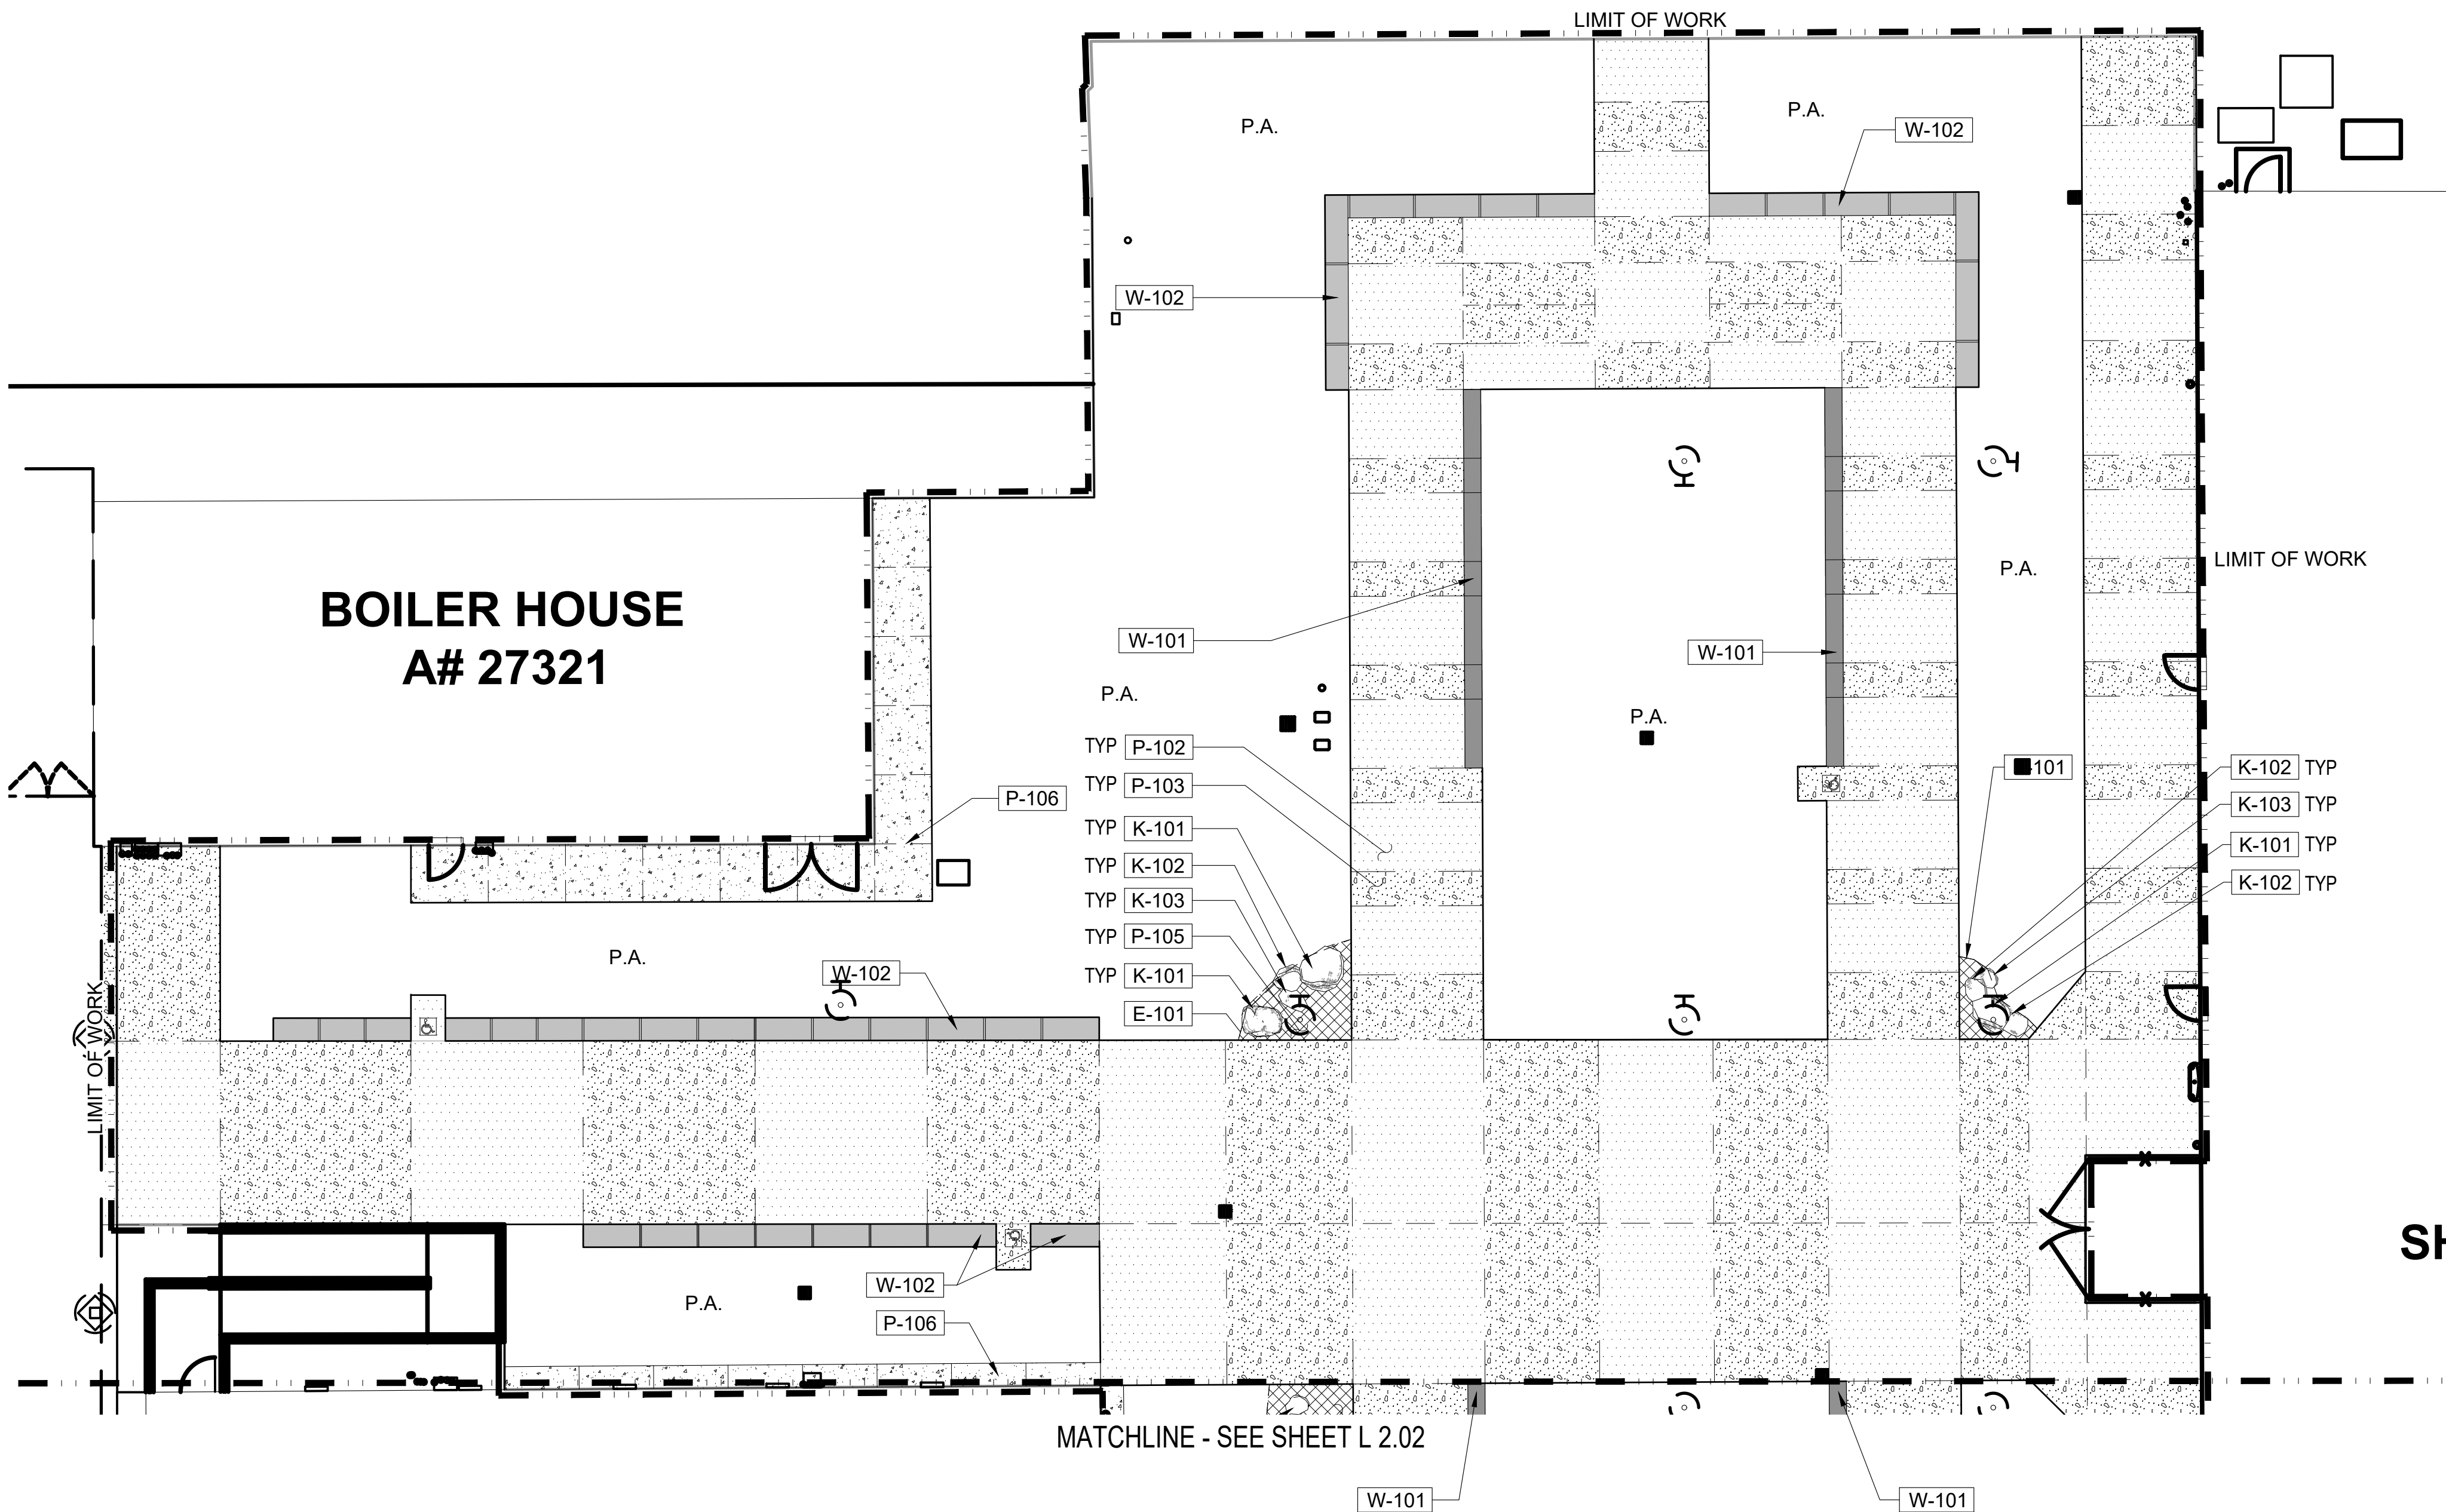 LIMIT OF WORK
P.A.
P.A.
W-102
W-102
LIMIT OF WORK
P.A.
BOILER HOUSE
A# 27321
W-101
W-101
P.A.
P.A.
TYP P-102
TYP P-103
TYP K-101
TYP K-102
TYP K-103
TYP P-105
TYP K-101
E-101
P-106
101
K-102 TYP
K-103 TYP
K-101 TYP
K-102 TYP
P.A.
W-102
LIMIT OF WORK
W-102
P.A.
P-106
SH
MATCHLINE - SEE SHEET L 2.02
W-101
W-101